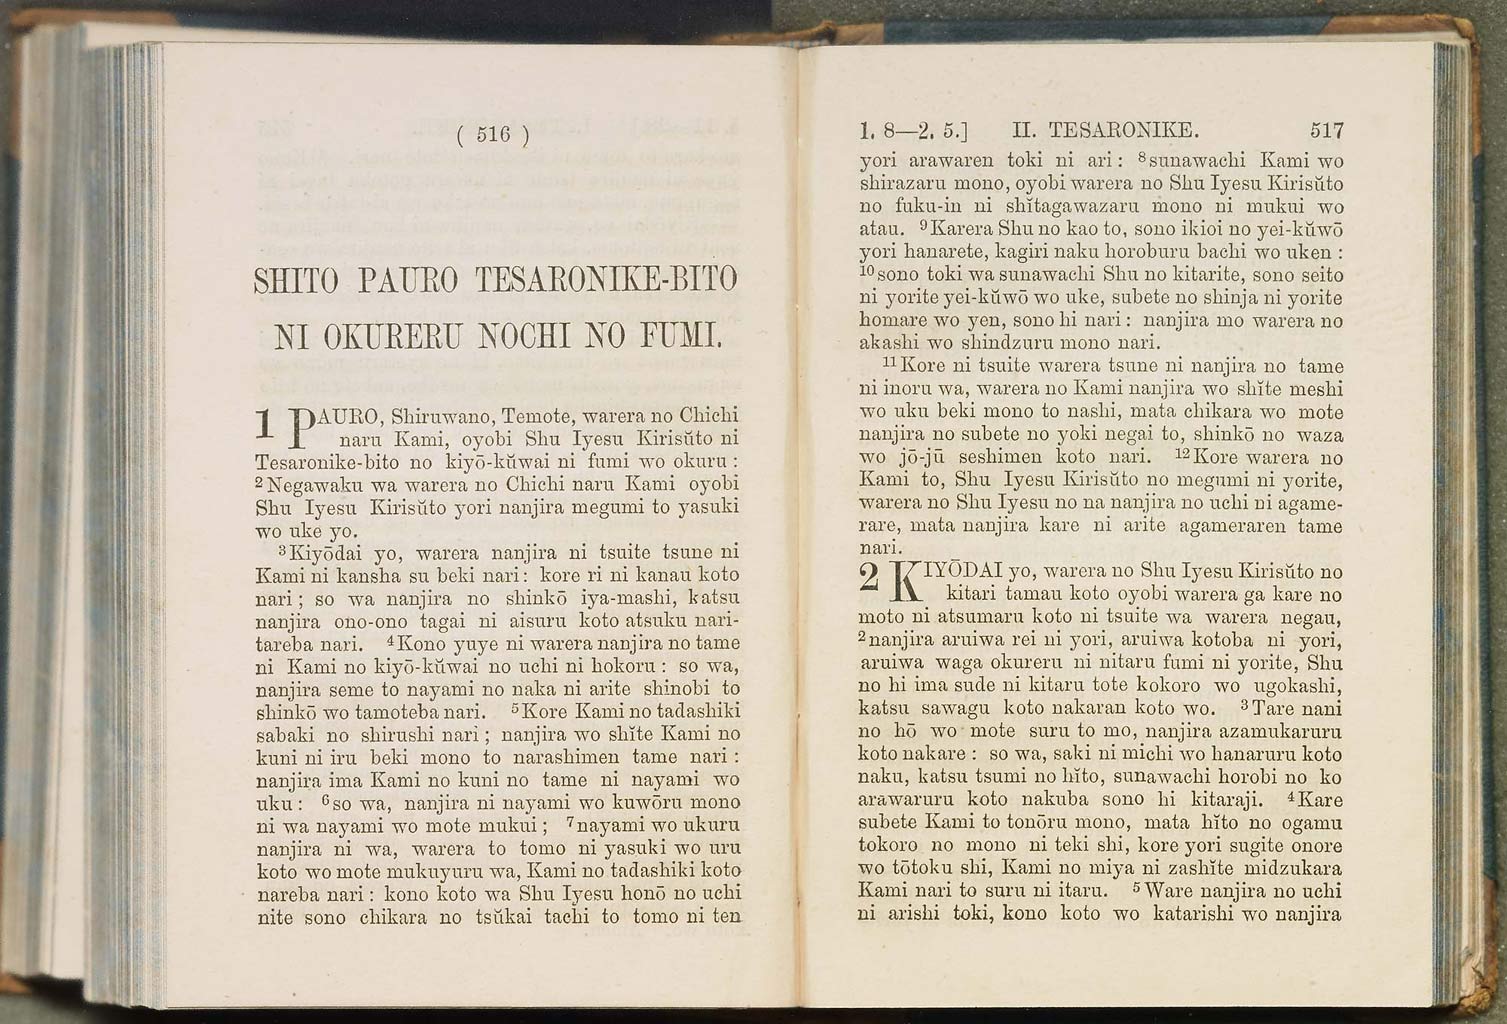 ( 516 )
SHITO PAURO TESARONIKE-BITO
NI OKURERU NOCHI NO FUMI.
1 PAURO, Shiruwano, Temote, warera no Chichi
naru Kami, oyobi Shu Iyesu Kirisŭto ni
Tesaronike-bito no kiyō-kŭwai ni fumi wo okuru :
2 Negawaku wa warera no Chichi naru Kami oyobi
Shu Iyesu Kirisŭto yori nanjira megumi to yasuki
wo uke yo.
3 Kiyōdai yo, warera nanjira ni tsuite tsune ni
Kami ni kansha su beki nari : kore ri ni kanau koto
nari ; so wa nanjira no shinkō iya-mashi, katsu
nanjira ono-ono tagai ni aisuru koto atsuku nari-
tareba nari. 4 Kono yuye ni warera nanjira no tame
ni Kami no kiyō-kŭwai no uchi ni hokoru : so wa,
nanjira seme to nayami no naka ni arite shinobi to
shinkō wo tamoteba nari. 5 Kore Kami no tadashiki
sabaki no shirushi nari ; nanjira wo shĭte Kami no
kuni ni iru beki mono to narashimen tame nari :
nanjira ima Kami no kuni no tame ni nayami wo
uku : 6 so wa, nanjira ni nayami wo kuwōru mono
ni wa nayami wo mote mukui ; 7 nayami wo ukuru
nanjira ni wa, warera to tomo ni yasuki wo uru
koto wo mote mukuyuru wa, Kami no tadashiki koto
nareba nari : kono koto wa Shu Iyesu honō no uchi
nite sono chikara no tsŭkai tachi to tomo ni ten
1. 8—2. 5.] II. TESARONIKE. 517
yori arawaren toki ni ari : 8 sunawachi Kami wo
shirazaru mono, oyobi warera no Shu Iyesu Kirisŭto
no fuku-in ni shĭtagawazaru mono ni mukui wo
atau. 9 Karera Shu no kao to, sono ikioi no yei-kŭwō
yori hanarete, kagiri naku horoburu bachi wo uken :
10 sono toki wa sunawachi Shu no kitarite, sono seito
ni yorite yei-kŭwō wo uke, subete no shinja ni yorite
homare wo yen, sono hi nari : nanjira mo warera no
akashi wo shindzuru mono nari.
11 Kore ni tsuite warera tsune ni nanjira no tame
ni inoru wa, warera no Kami nanjira wo shĭte meshi
wo uku beki mono to nashi, mata chikara wo mote
nanjira no subete no yoki negai to, shinkō no waza
wo jō-jū seshimen koto nari. 12 Kore warera no
Kami to, Shu Iyesu Kirisŭto no megumi ni yorite,
warera no Shu Iyesu no na nanjira no uchi ni agame-
rare, mata nanjira kare ni arite agameraren tame
nari.
2 KIYŌDAI yo, warera no Shu Iyesu Kirisŭto no
kitari tamau koto oyobi warera ga kare no
moto ni atsumaru koto ni tsuite wa warera negau,
2 nanjira aruiwa rei ni yori, aruiwa kotoba ni yori,
aruiwa waga okureru ni nitaru fumi ni yorite, Shu
no hi ima sude ni kitaru tote kokoro wo ugokashi,
katsu sawagu koto nakaran koto wo. 3 Tare nani
no hō wo mote suru to mo, nanjira azamukaruru
koto nakare : so wa, saki ni michi wo hanaruru koto
naku, katsu tsumi no hĭto, sunawachi horobi no ko
arawaruru koto nakuba sono hi kitaraji. 4 Kare
subete Kami to tonōru mono, mata hĭto no ogamu
tokoro no mono ni teki shi, kore yori sugite onore
wo tōtoku shi, Kami no miya ni zashĭte midzukara
Kami nari to suru ni itaru. 5 Ware nanjira no uchi
ni arishi toki, kono koto wo katarishi wo nanjira